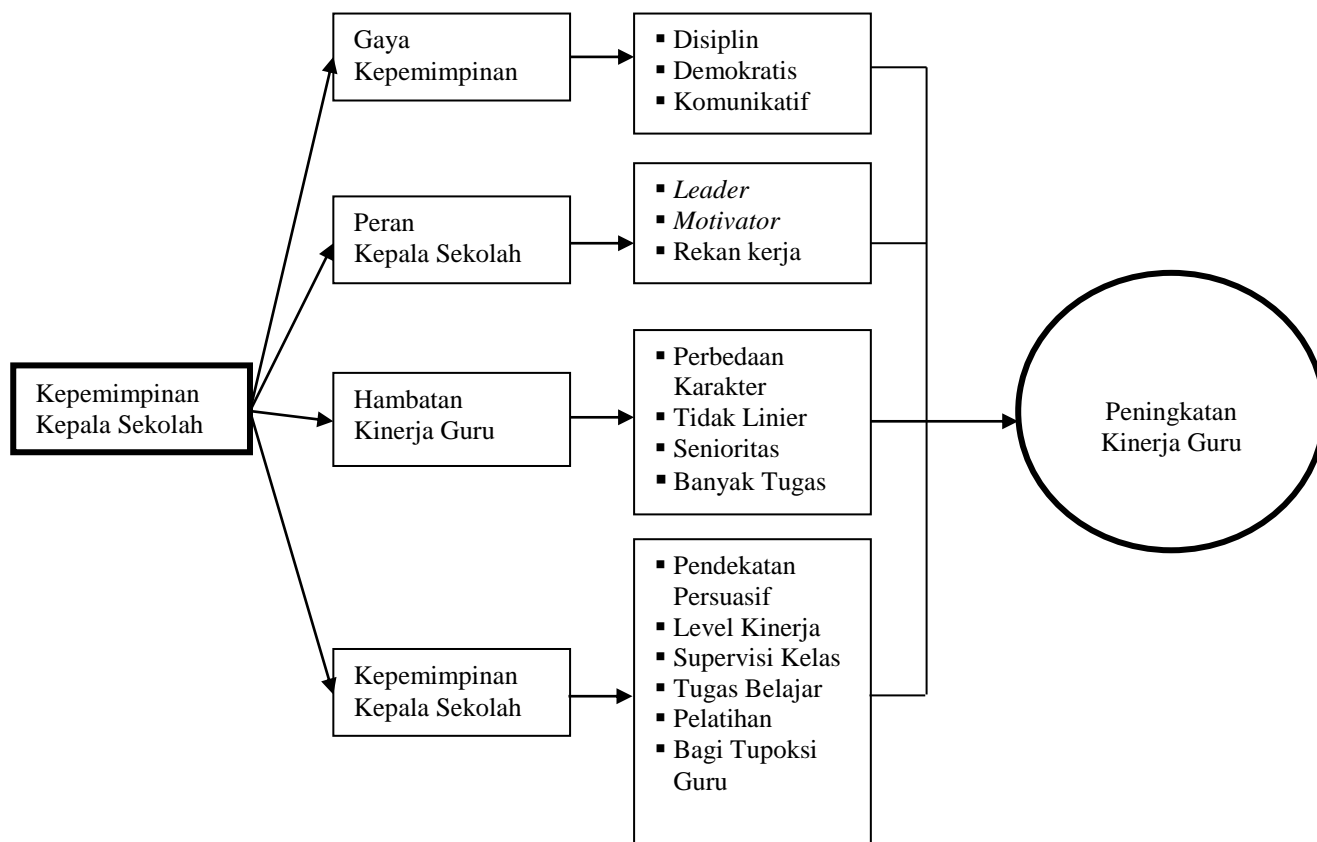 Gaya
Kepemimpinan
▪ Disiplin
▪ Demokratis
▪ Komunikatif
Peran
Kepala Sekolah
▪ Leader
▪ Motivator
▪ Rekan kerja
Kepemimpinan
Kepala Sekolah
Hambatan
Kinerja Guru
▪ Perbedaan
Karakter
▪ Tidak Linier
▪ Senioritas
▪ Banyak Tugas
Peningkatan
Kinerja Guru
Kepemimpinan
Kepala Sekolah
▪ Pendekatan
Persuasif
▪ Level Kinerja
▪ Supervisi Kelas
▪ Tugas Belajar
▪ Pelatihan
▪ Bagi Tupoksi
Guru